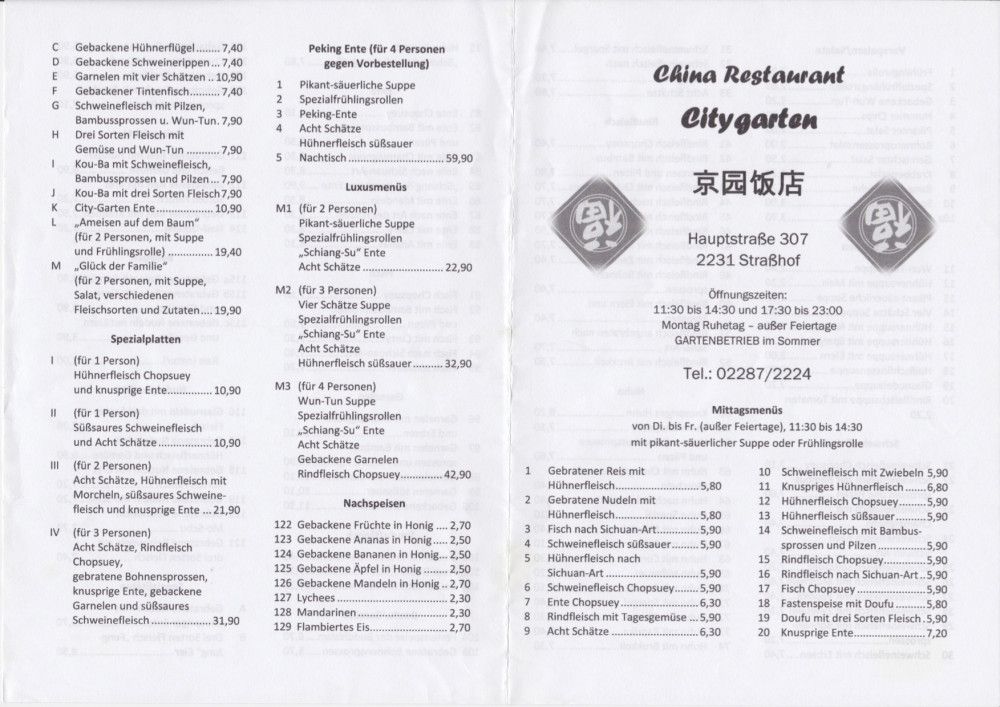 C Gebackene Hühnerflügel........ 7,40
D Gebackene Schweinerippen.... 7,40
E Garnelen mit vier Schätzen .. 10,90
F Gebackener Tintenfisch.......... 7,40
G Schweinefleisch mit Pilzen,
Bambussprossen u. Wun-Tun. 7,90
H Drei Sorten Fleisch mit
Gemüse und Wun-Tun ........... 7,90
I Kou-Ba mit Schweinefleisch,
Bambussprossen und Pilzen... 7,90
J Kou-Ba mit drei Sorten Fleisch 7,90
K City-Garten Ente................... 10,90
L „Ameisen auf dem Baum“
(für 2 Personen, mit Suppe
und Frühlingsrolle) ................ 19,40
M „Glück der Familie“
(für 2 Personen, mit Suppe,
Salat, verschiedenen
Fleischsorten und Zutaten.... 19,90
Spezialplatten
I (für 1 Person)
Hühnerfleisch Chopsuey
und knusprige Ente................ 10,90
II (für 1 Person)
Süßsaures Schweinefleisch
und Acht Schätze................... 10,90
III (für 2 Personen)
Acht Schätze, Hühnerfleisch mit
Morcheln, süßsaures Schweine-
fleisch und knusprige Ente ... 21,90
IV (für 3 Personen)
Acht Schätze, Rindfleisch
Chopsuey,
gebratene Bohnensprossen,
knusprige Ente, gebackene
Garnelen und süßsaures
Schweinefleisch .................... 31,90
Peking Ente (für 4 Personen
gegen Vorbestellung)
1 Pikant-säuerliche Suppe
2 Spezialfrühlingsrollen
3 Peking-Ente
4 Acht Schätze
Hühnerfleisch süßsauer
5 Nachtisch ....................... 59,90
Luxusmenüs
M1 (für 2 Personen)
Pikant-säuerliche Suppe
Spezialfrühlingsrollen
„Schiang-Su“ Ente
Acht Schätze .......................... 22,90
M2 (für 3 Personen)
Vier Schätze Suppe
Spezialfrühlingsrollen
„Schiang-Su“ Ente
Acht Schätze
Hühnerfleisch süßsauer.......... 32,90
M3 (für 4 Personen)
Wun-Tun Suppe
Spezialfrühlingsrollen
„Schiang-Su“ Ente
Acht Schätze
Gebackene Garnelen
Rindfleisch Chopsuey............. 42,90
Nachspeisen
122 Gebackene Früchte in Honig .... 2,70
123 Gebackene Ananas in Honig ..... 2,50
124 Gebackene Bananen in Honig... 2,50
125 Gebackene Äpfel in Honig ........ 2,50
126 Gebackene Mandeln in Honig .. 2,70
127 Lychees .................................. 2,30
128 Mandarinen ............................ 2,30
129 Flambiertes Eis........................ 2,70
China Restaurant
Citygarten
京园饭店
Hauptstraße 307
2231 Straßhof
Öffnungszeiten:
11:30 bis 14:30 und 17:30 bis 23:00
Montag Ruhetag – außer Feiertage
GARTENBETRIEB im Sommer
Tel.: 02287/2224
Mittagsmenüs
von Di. bis Fr. (außer Feiertage), 11:30 bis 14:30
mit pikant-säuerlicher Suppe oder Frühlingsrolle
1 Gebratener Reis mit
Hühnerfleisch......................... 5,80
2 Gebratene Nudeln mit
Hühnerfleisch......................... 5,80
3 Fisch nach Sichuan-Art............. 5,90
4 Schweinefleisch süßsauer......... 5,90
5 Hühnerfleisch nach
Sichuan-Art ............................ 5,90
6 Schweinefleisch Chopsuey........ 5,90
7 Ente Chopsuey ........................ 6,30
8 Rindfleisch mit Tagesgemüse ... 5,90
9 Acht Schätze ........................... 6,30
10 Schweinefleisch mit Zwiebeln 5,90
11 Knuspriges Hühnerfleisch ...... 6,80
12 Hühnerfleisch Chopsuey........ 5,90
13 Hühnerfleisch süßsauer......... 5,90
14 Schweinefleisch mit Bambus-
sprossen und Pilzen ............... 5,90
15 Rindfleisch Chopsuey............ 5,90
16 Rindfleisch nach Sichuan-Art .. 5,90
17 Fisch Chopsuey ..................... 5,90
18 Fastenspeise mit Doufu ......... 5,80
19 Doufu mit drei Sorten Fleisch . 5,90
20 Knusprige Ente...................... 7,20